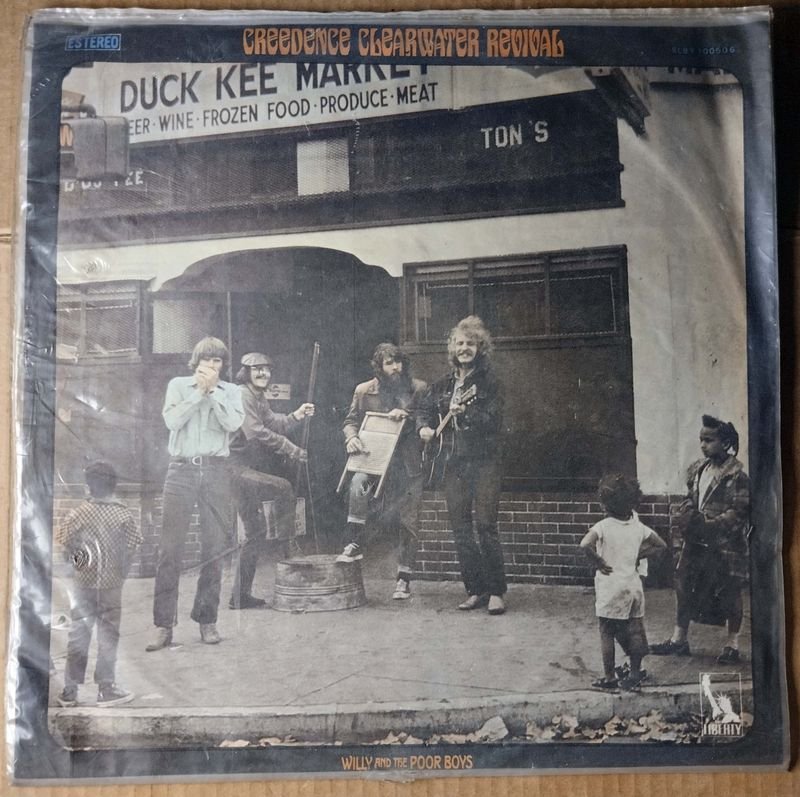 ESTEREO
CREEDENCE CLEARWATER REVIVAL
DUCK KEE MARKET
EER · WINE · FROZEN FOOD · PRODUCE · MEAT
TON'S
LIBERTY
WILLY AND THE POOR BOYS